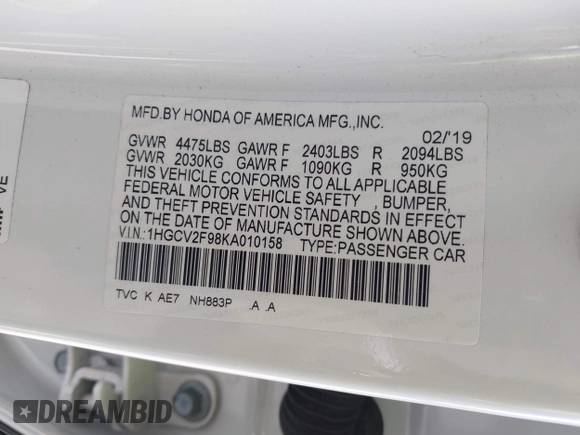 MFD.BY HONDA OF AMERICA MFG.,INC. 02/'19
GVWR 4475LBS GAWR F 2403LBS R 2094LBS
GVWR 2030KG GAWR F 1090KG R 950KG
THIS VEHICLE CONFORMS TO ALL APPLICABLE
FEDERAL MOTOR VEHICLE SAFETY , BUMPER,
AND THEFT PREVENTION STANDARDS IN EFFECT
ON THE DATE OF MANUFACTURE SHOWN ABOVE.
V.I.N.:1HGCV2F98KA010158 TYPE:PASSENGER CAR
TVC K AE7 NH883P .A .A
VE
DREAMBID